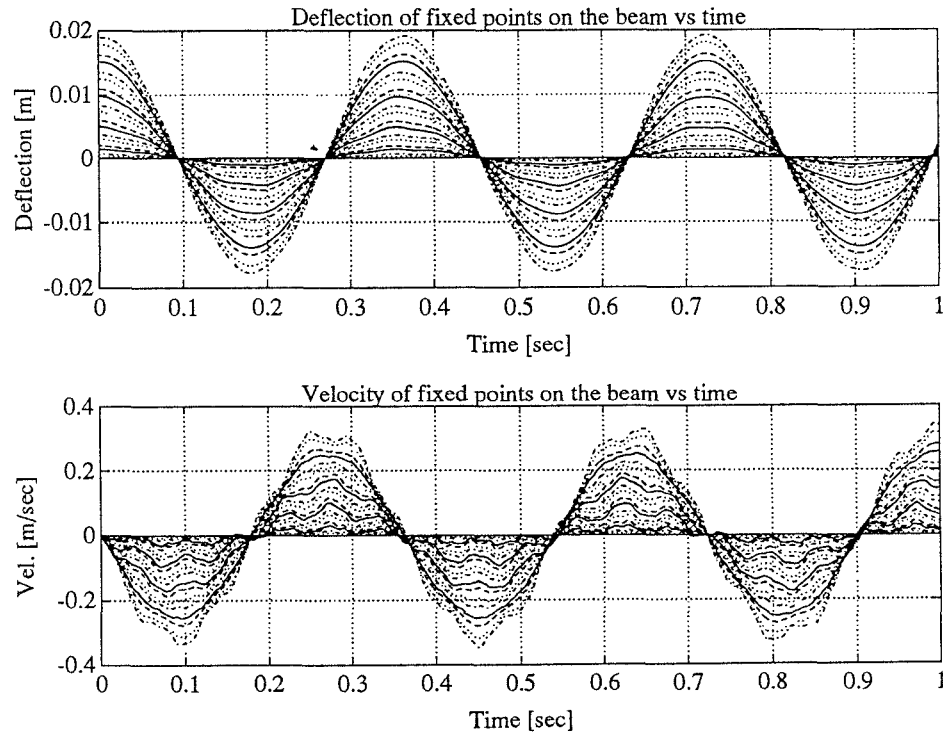 Deflection of fixed points on the beam vs time
0.02
0.01
0
-0.01
-0.02
Deflection [m]
0 0.1 0.2 0.3 0.4 0.5 0.6 0.7 0.8 0.9 1
Time [sec]
Velocity of fixed points on the beam vs time
0.4
0.2
0
-0.2
-0.4
Vel. [m/sec]
0 0.1 0.2 0.3 0.4 0.5 0.6 0.7 0.8 0.9 1
Time [sec]